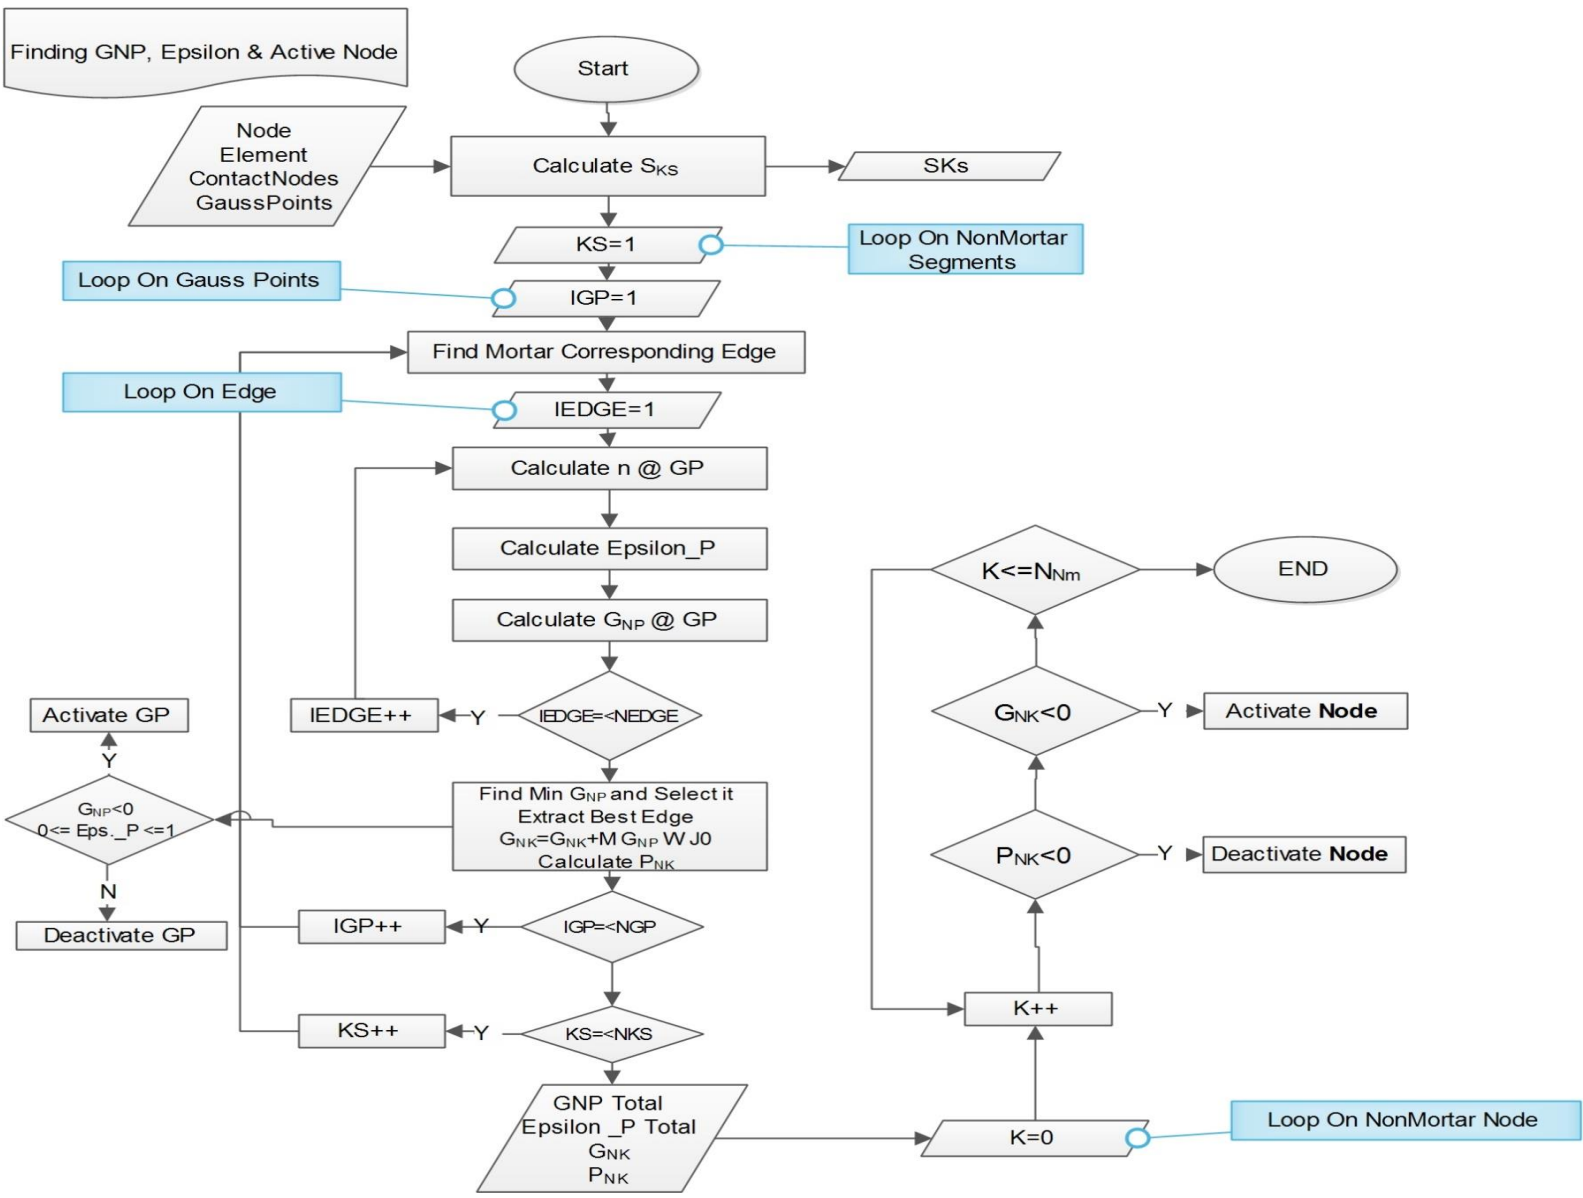 Finding GNP, Epsilon & Active Node
Start
Node
Element
ContactNodes
GaussPoints
Calculate SKS
SKs
KS=1
Loop On NonMortar
Segments
Loop On Gauss Points
IGP=1
Find Mortar Corresponding Edge
Loop On Edge
IEDGE=1
Calculate n @ GP
Calculate Epsilon_P
Calculate GNP @ GP
IEDGE++
Y
IEDGE=<NEDGE
Activate GP
Y
GNP<0
0<= Eps._P <=1
N
Deactivate GP
Find Min GNP and Select it
Extract Best Edge
GNK=GNK+M GNP W J0
Calculate PNK
IGP++
Y
IGP=<NGP
KS++
Y
KS=<NKS
GNP Total
Epsilon _P Total
GNK
PNK
K<=NNm
END
GNK<0
Y
Activate Node
PNK<0
Y
Deactivate Node
K++
K=0
Loop On NonMortar Node